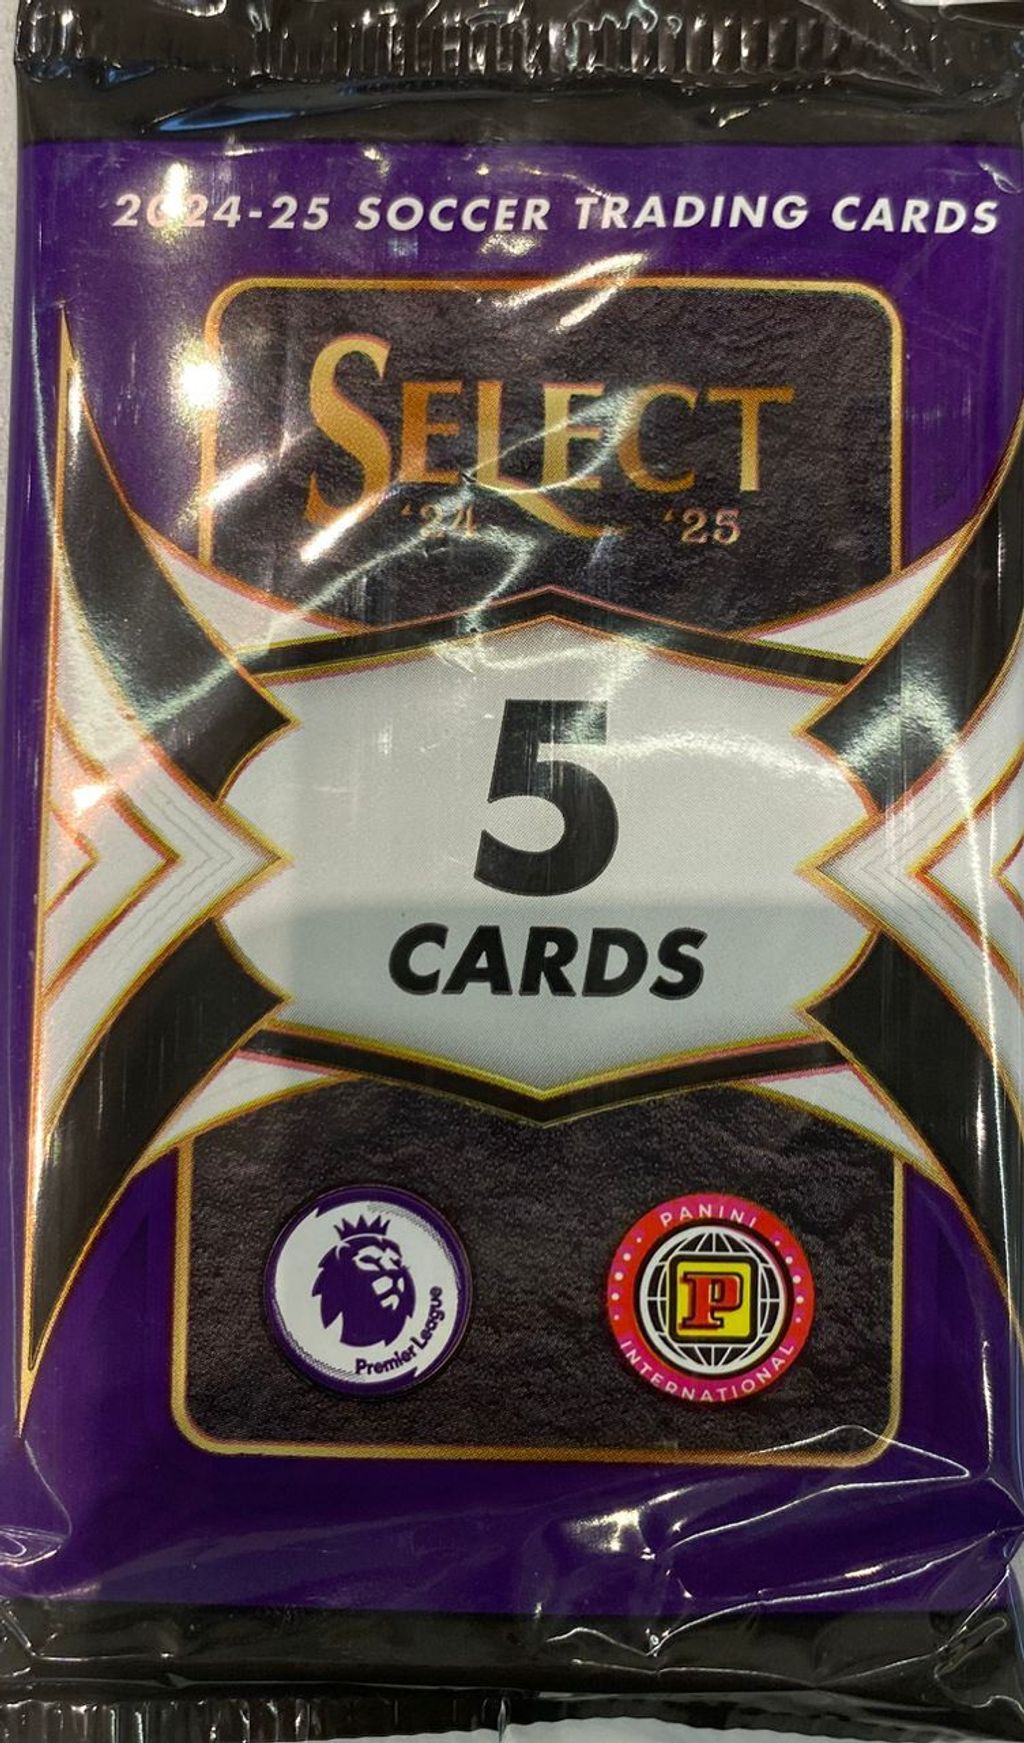 2024-25 SOCCER TRADING CARDS
SELECT
'24 '25
5
CARDS
Premier League
PANINI
P
INTERNATIONAL